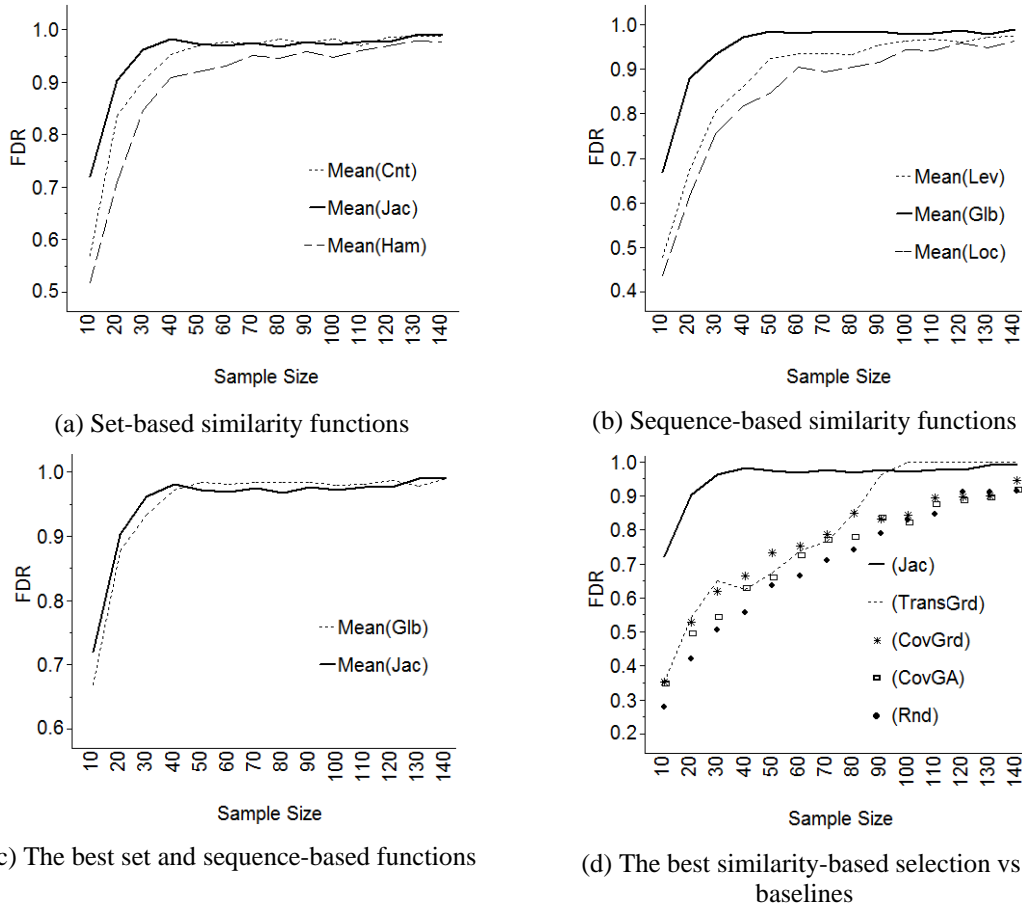 1.0
0.9
0.8
0.7
0.6
0.5
FDR
Mean(Cnt)
Mean(Jac)
Mean(Ham)
10 20 30 40 50 60 70 80 90 100 110 120 130 140
Sample Size
(a) Set-based similarity functions
1.0
0.9
0.8
0.7
0.6
0.5
0.4
FDR
Mean(Lev)
Mean(Glb)
Mean(Loc)
10 20 30 40 50 60 70 80 90 100 110 120 130 140
Sample Size
(b) Sequence-based similarity functions
1.0
0.9
0.8
0.7
0.6
FDR
Mean(Glb)
Mean(Jac)
10 20 30 40 50 60 70 80 90 100 110 120 130 140
Sample Size
c) The best set and sequence-based functions
1.0
0.9
0.8
0.7
0.6
0.5
0.4
0.3
0.2
FDR
(Jac)
(TransGrd)
(CovGrd)
(CovGA)
(Rnd)
10 20 30 40 50 60 70 80 90 100 110 120 130 140
Sample Size
(d) The best similarity-based selection vs
baselines